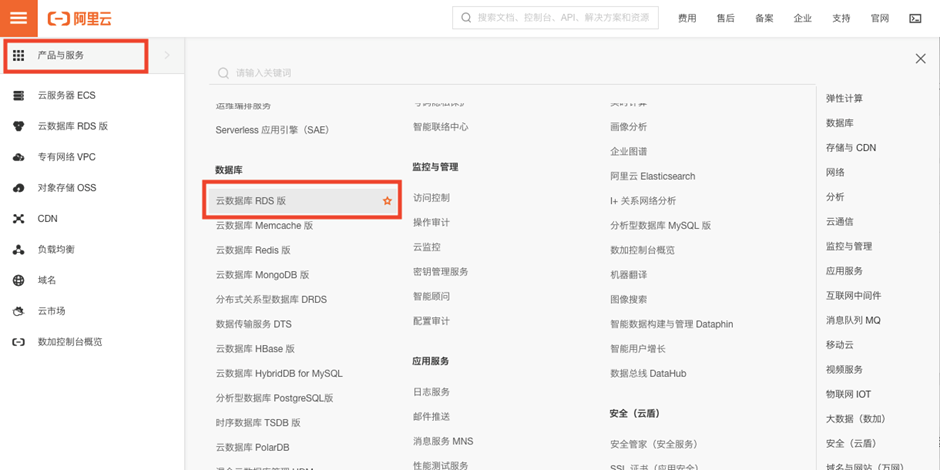 阿里云
搜索文档、控制台、API、解决方案和资源
费用
售后
备案
企业
支持
官网
产品与服务
云服务器 ECS
云数据库 RDS 版
专有网络 VPC
对象存储 OSS
CDN
负载均衡
域名
云市场
数加控制台概览
请输入关键词
运维编排服务
Serverless 应用引擎（SAE）
数据库
云数据库 RDS 版
云数据库 Memcache 版
云数据库 Redis 版
云数据库 MongoDB 版
分布式关系型数据库 DRDS
数据传输服务 DTS
云数据库 HBase 版
云数据库 HybridDB for MySQL
分析型数据库 PostgreSQL版
时序数据库 TSDB 版
云数据库 PolarDB
智能联络中心
监控与管理
访问控制
操作审计
云监控
密钥管理服务
智能顾问
配置审计
应用服务
日志服务
邮件推送
消息服务 MNS
性能测试服务
画像分析
企业图谱
阿里云 Elasticsearch
I+ 关系网络分析
分析型数据库 MySQL 版
数加控制台概览
机器翻译
图像搜索
智能数据构建与管理 Dataphin
智能用户增长
数据总线 DataHub
安全（云盾）
安全管家（安全服务）
SSL 证书（应用安全）
弹性计算
数据库
存储与 CDN
网络
分析
云通信
监控与管理
应用服务
互联网中间件
消息队列 MQ
移动云
视频服务
物联网 IOT
大数据（数加）
安全（云盾）
域名与网站（万网）